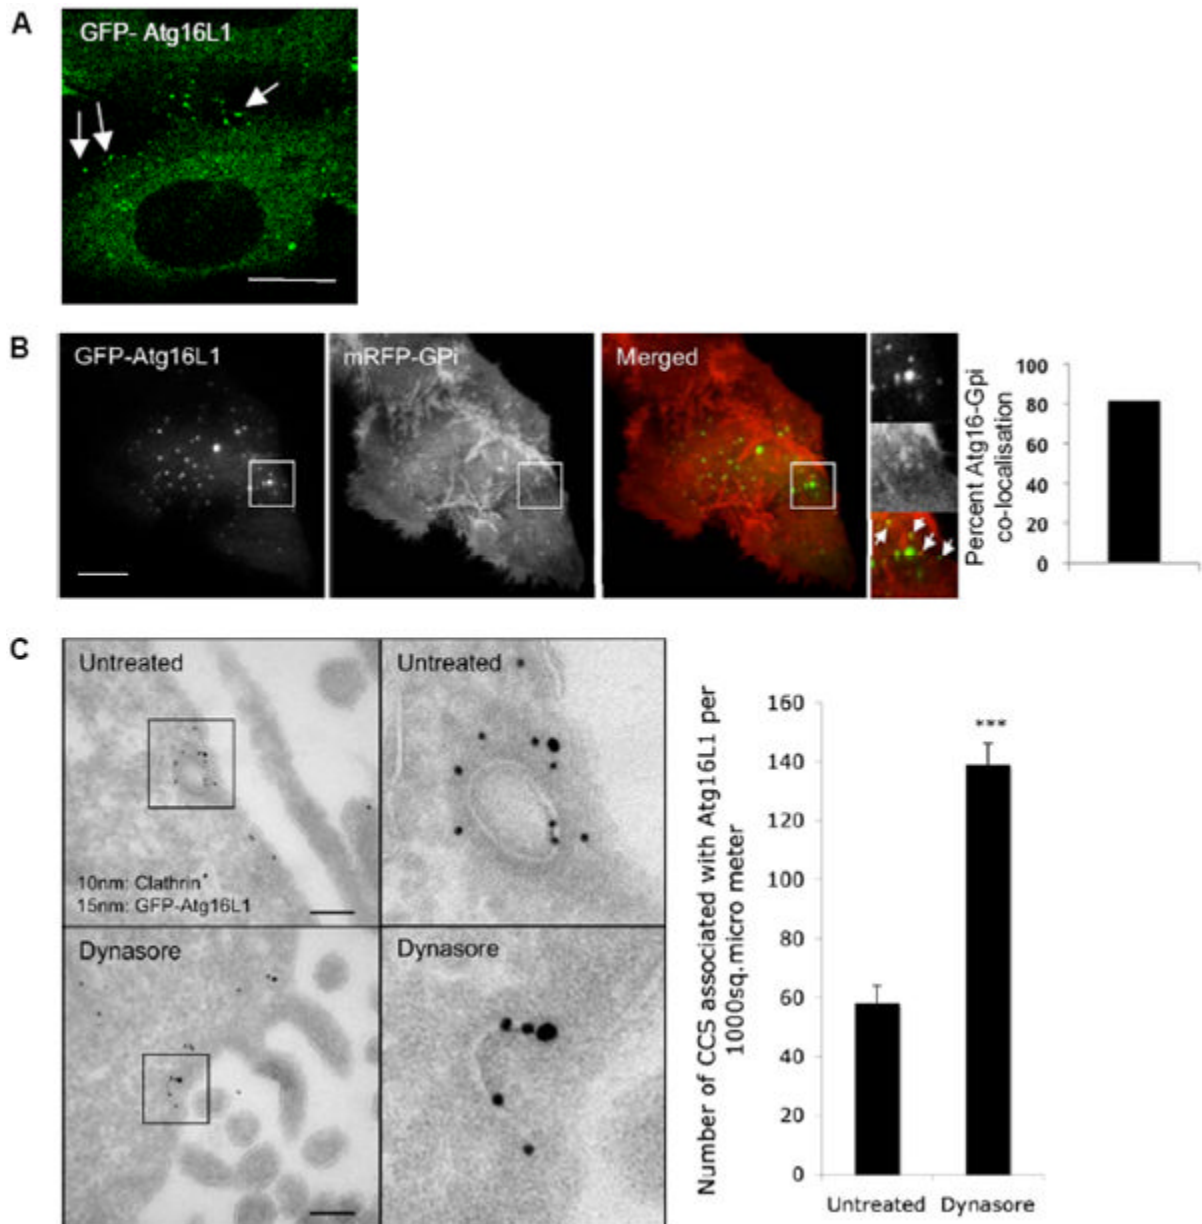 A
GFP- Atg16L1
B
GFP-Atg16L1
mRFP-GPi
Merged
Percent Atg16-Gpi
co-localisation
100
80
60
40
20
0
C
Untreated
Untreated
10nm: Clathrin
15nm: GFP-Atg16L1
Dynasore
Dynasore
Number of CCS associated with Atg16L1 per
1000sq.micro meter
160
140
120
100
80
60
40
20
0
***
Untreated
Dynasore